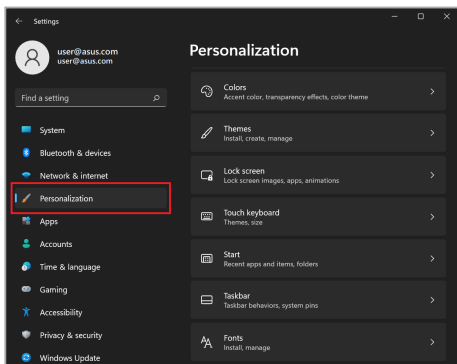 Settings
user@asus.com
user@asus.com
Find a setting
System
Bluetooth & devices
Network & internet
Personalization
Apps
Accounts
Time & language
Gaming
Accessibility
Privacy & security
Windows Update
Personalization
Colors
Accent color, transparency effects, color theme
Themes
Install, create, manage
Lock screen
Lock screen images, apps, animations
Touch keyboard
Themes, size
Start
Recent apps and items, folders
Taskbar
Taskbar behaviors, system pins
Fonts
Install, manage